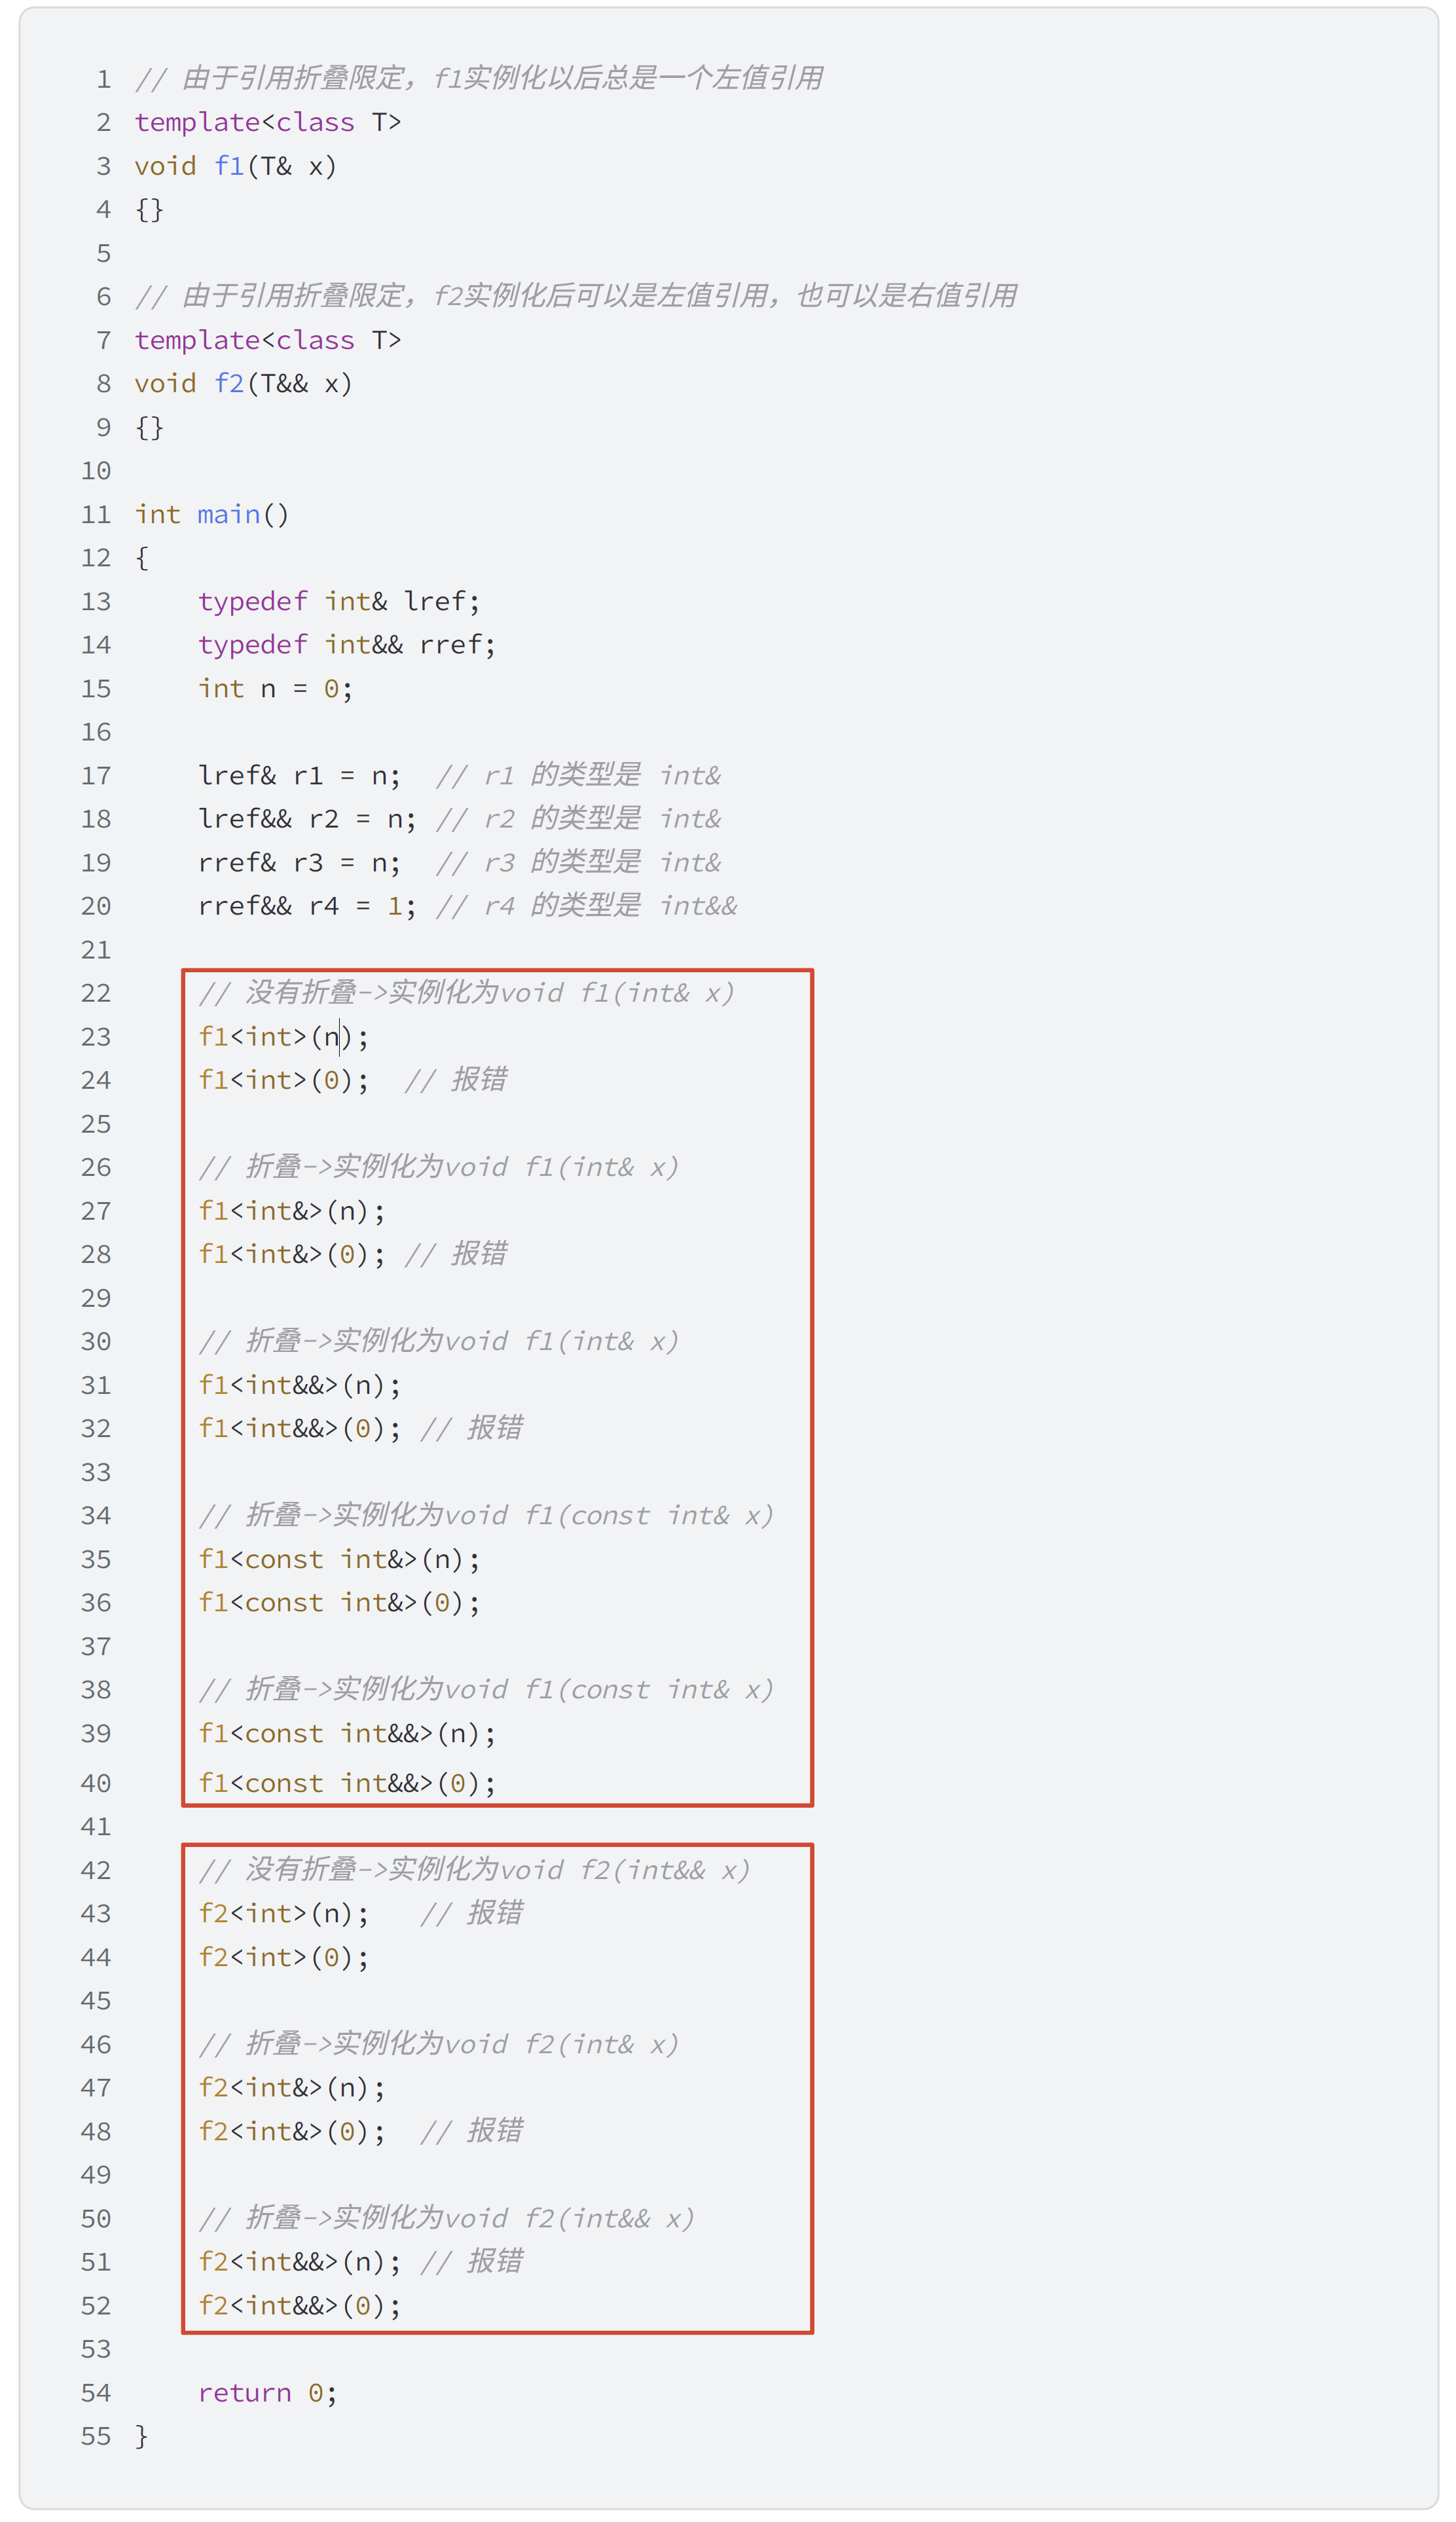 1 // 由于引用折叠限定，f1实例化以后总是一个左值引用
2 template<class T>
3 void f1(T& x)
4 {}
5
6 // 由于引用折叠限定，f2实例化后可以是左值引用，也可以是右值引用
7 template<class T>
8 void f2(T&& x)
9 {}
10
11 int main()
12 {
13     typedef int& lref;
14     typedef int&& rref;
15     int n = 0;
16
17     lref& r1 = n;  // r1 的类型是 int&
18     lref&& r2 = n; // r2 的类型是 int&
19     rref& r3 = n;  // r3 的类型是 int&
20     rref&& r4 = 1; // r4 的类型是 int&&
21
22     // 没有折叠->实例化为void f1(int& x)
23     f1<int>(n);
24     f1<int>(0);  // 报错
25
26     // 折叠->实例化为void f1(int& x)
27     f1<int&>(n);
28     f1<int&>(0); // 报错
29
30     // 折叠->实例化为void f1(int& x)
31     f1<int&&>(n);
32     f1<int&&>(0); // 报错
33
34     // 折叠->实例化为void f1(const int& x)
35     f1<const int&>(n);
36     f1<const int&>(0);
37
38     // 折叠->实例化为void f1(const int& x)
39     f1<const int&&>(n);
40     f1<const int&&>(0);
41
42     // 没有折叠->实例化为void f2(int&& x)
43     f2<int>(n);   // 报错
44     f2<int>(0);
45
46     // 折叠->实例化为void f2(int& x)
47     f2<int&>(n);
48     f2<int&>(0);  // 报错
49
50     // 折叠->实例化为void f2(int&& x)
51     f2<int&&>(n); // 报错
52     f2<int&&>(0);
53
54     return 0;
55 }